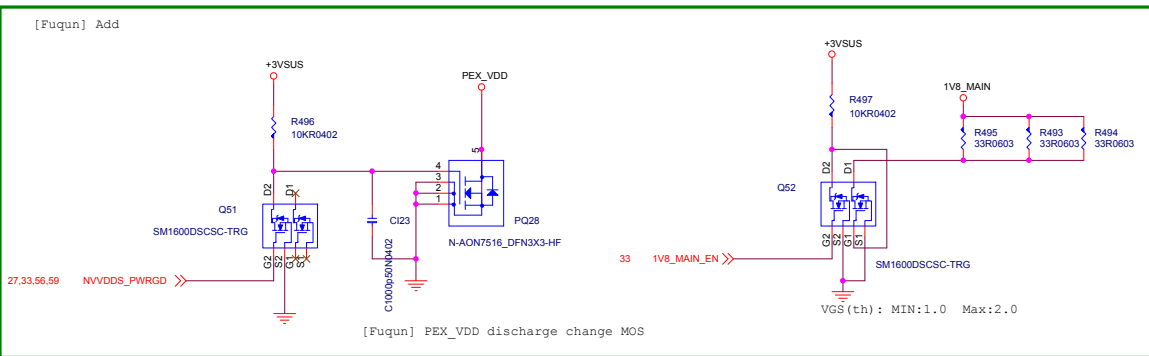 [Fuqun] Add
+3VSUS
R496
10KR0402
PEX_VDD
5
4
3
2
1
PQ28
N-AON7516_DFN3X3-HF
CI23
C1000p50N0402
D2
D1
Q51
SM1600DSCSC-TRG
G2
S2
G1
S1
27,33,56,59
NVVDDS_PWRGD
[Fuqun] PEX_VDD discharge change MOS
+3VSUS
R497
10KR0402
1V8_MAIN
R495
33R0603
R493
33R0603
R494
33R0603
D2
D1
Q52
G2
S2
G1
S1
SM1600DSCSC-TRG
33
1V8_MAIN_EN
VGS(th): MIN:1.0 Max:2.0